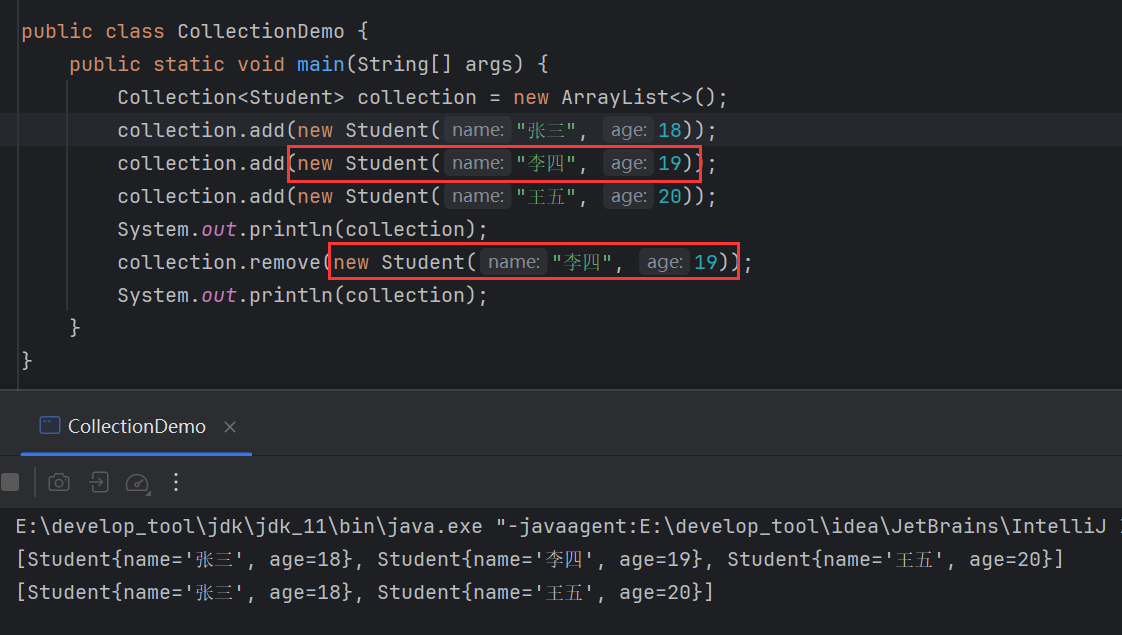 public class CollectionDemo {
public static void main(String[] args) {
Collection<Student> collection = new ArrayList<>();
collection.add(new Student( name: "张三", age: 18));
collection.add(new Student( name: "李四", age: 19));
collection.add(new Student( name: "王五", age: 20));
System.out.println(collection);
collection.remove(new Student( name: "李四", age: 19));
System.out.println(collection);
}
}
CollectionDemo
E:\develop_tool\jdk\jdk_11\bin\java.exe "-javaagent:E:\develop_tool\idea\JetBrains\IntelliJ
[Student{name='张三', age=18}, Student{name='李四', age=19}, Student{name='王五', age=20}]
[Student{name='张三', age=18}, Student{name='王五', age=20}]